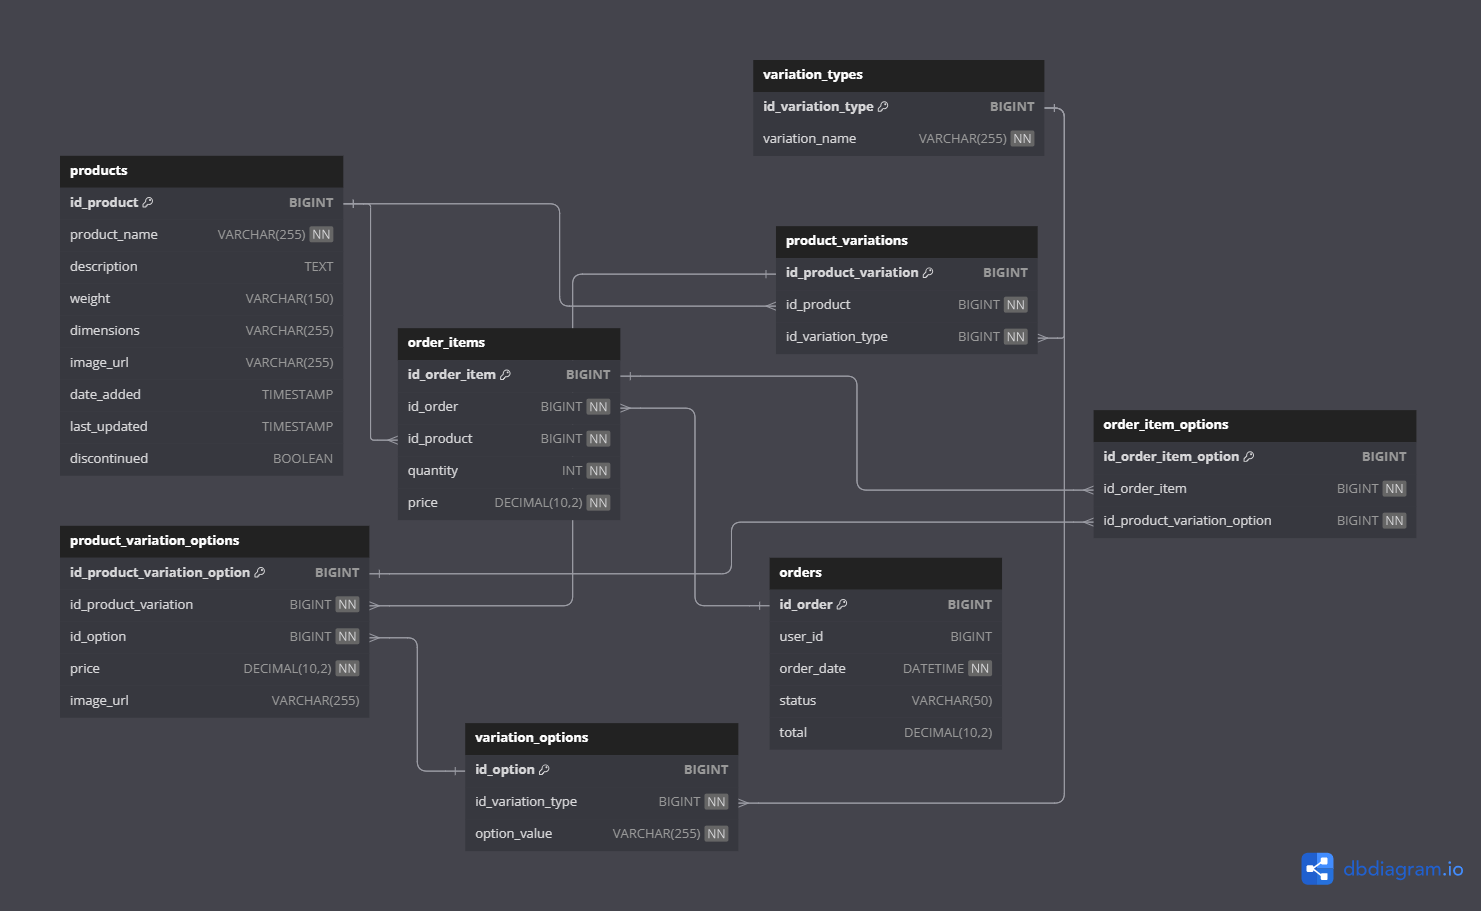 variation_types
id_variation_type BIGINT
variation_name VARCHAR(255) NN
products
id_product BIGINT
product_name VARCHAR(255) NN
description TEXT
weight VARCHAR(150)
dimensions VARCHAR(255)
image_url VARCHAR(255)
date_added TIMESTAMP
last_updated TIMESTAMP
discontinued BOOLEAN
product_variations
id_product_variation BIGINT
id_product BIGINT NN
id_variation_type BIGINT NN
order_items
id_order_item BIGINT
id_order BIGINT NN
id_product BIGINT NN
quantity INT NN
price DECIMAL(10,2) NN
order_item_options
id_order_item_option BIGINT
id_order_item BIGINT NN
id_product_variation_option BIGINT NN
product_variation_options
id_product_variation_option BIGINT
id_product_variation BIGINT NN
id_option BIGINT NN
price DECIMAL(10,2) NN
image_url VARCHAR(255)
orders
id_order BIGINT
user_id BIGINT
order_date DATETIME NN
status VARCHAR(50)
total DECIMAL(10,2)
variation_options
id_option BIGINT
id_variation_type BIGINT NN
option_value VARCHAR(255) NN
dbdiagram.io